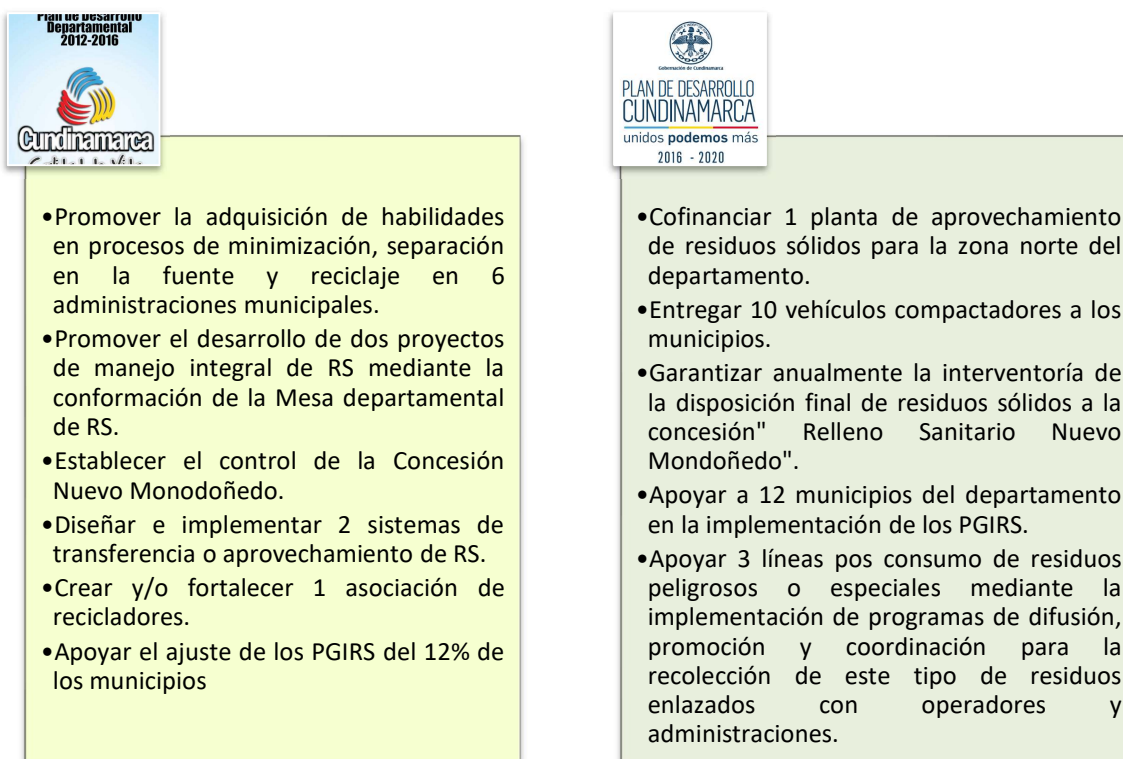 Plan de Desarrollo
Departamental
2012-2016
Cundinamarca
•Promover la adquisición de habilidades
en procesos de minimización, separación
en la fuente y reciclaje en 6
administraciones municipales.
•Promover el desarrollo de dos proyectos
de manejo integral de RS mediante la
conformación de la Mesa departamental
de RS.
•Establecer el control de la Concesión
Nuevo Monodoñedo.
•Diseñar e implementar 2 sistemas de
transferencia o aprovechamiento de RS.
•Crear y/o fortalecer 1 asociación de
recicladores.
•Apoyar el ajuste de los PGIRS del 12% de
los municipios
Gobernación de Cundinamarca
PLAN DE DESARROLLO
CUNDINAMARCA
unidos podemos más
2016 - 2020
•Cofinanciar 1 planta de aprovechamiento
de residuos sólidos para la zona norte del
departamento.
•Entregar 10 vehículos compactadores a los
municipios.
•Garantizar anualmente la interventoría de
la disposición final de residuos sólidos a la
concesión" Relleno Sanitario Nuevo
Mondoñedo".
•Apoyar a 12 municipios del departamento
en la implementación de los PGIRS.
•Apoyar 3 líneas pos consumo de residuos
peligrosos o especiales mediante la
implementación de programas de difusión,
promoción y coordinación para la
recolección de este tipo de residuos
enlazados con operadores y
administraciones.